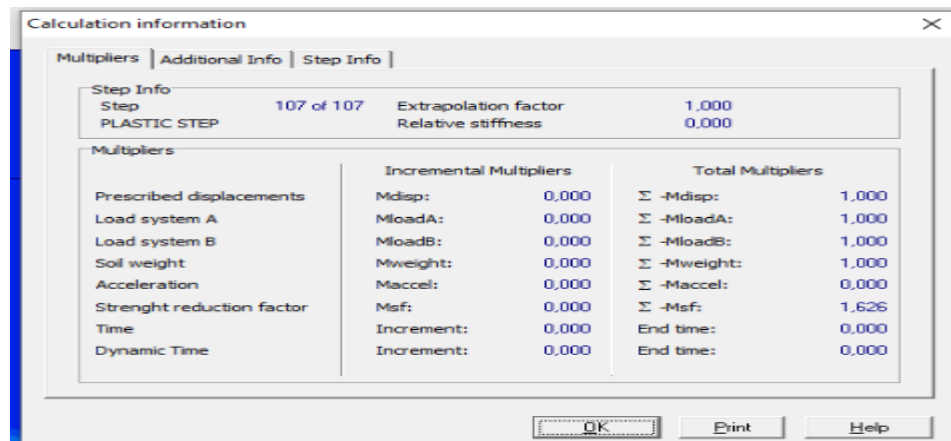 Calculation information
Multipliers Additional Info Step Info
Step Info
Step 107 of 107 Extrapolation factor 1,000
PLASTIC STEP Relative stiffness 0,000
Multipliers
Incremental Multipliers Total Multipliers
Prescribed displacements Mdisp: 0,000 Σ -Mdisp: 1,000
Load system A MloadA: 0,000 Σ -MloadA: 1,000
Load system B MloadB: 0,000 Σ -MloadB: 1,000
Soil weight Mweight: 0,000 Σ -Mweight: 1,000
Acceleration Maccel: 0,000 Σ -Maccel: 0,000
Strenght reduction factor Msf: 0,000 Σ -Msf: 1,626
Time Increment: 0,000 End time: 0,000
Dynamic Time Increment: 0,000 End time: 0,000
OK Print Help